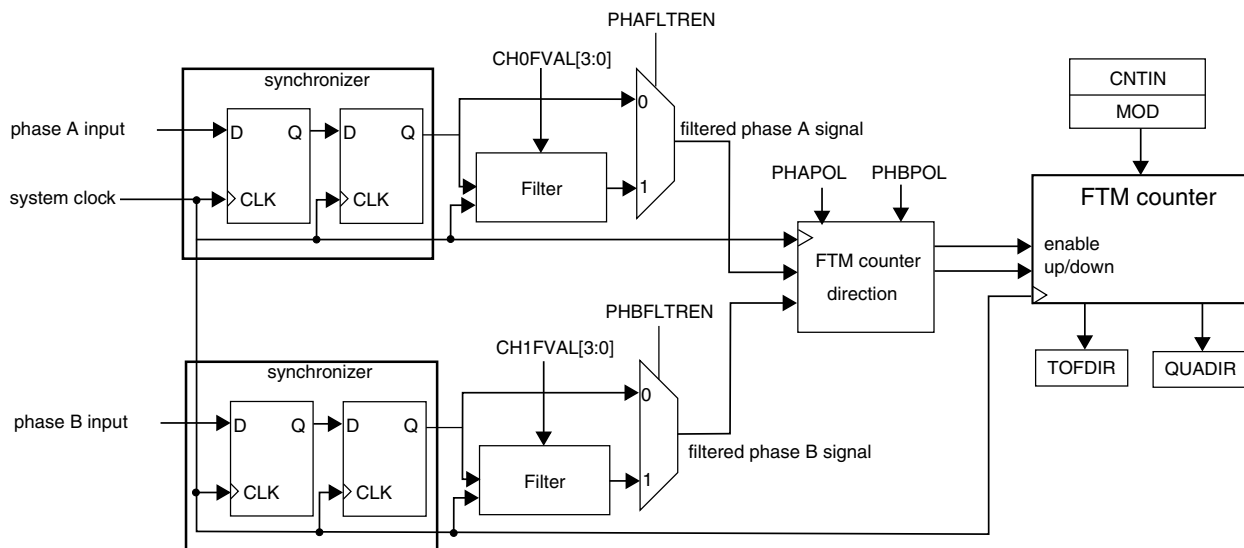 PHAFLTREN
CH0FVAL[3:0]
synchronizer
0
phase A input
D
Q
D
Q
filtered phase A signal
CNTIN
MOD
system clock
CLK
CLK
Filter
1
PHAPOL
PHBPOL
FTM counter
enable
up/down
FTM counter
direction
PHBFLTREN
CH1FVAL[3:0]
synchronizer
TOFDIR
QUADIR
0
phase B input
D
Q
D
Q
filtered phase B signal
CLK
CLK
Filter
1